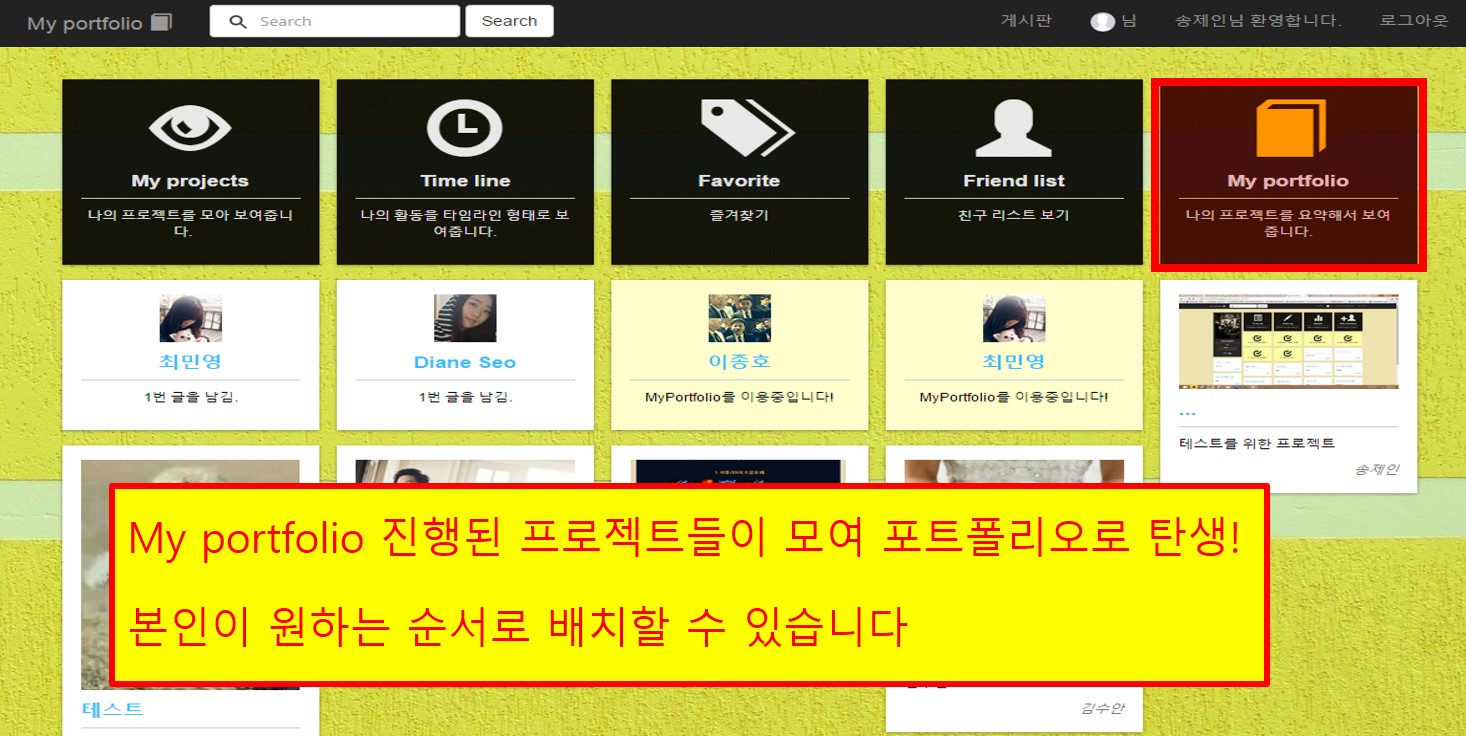 My portfolio
Search
Search
게시판
님
송제인님 환영합니다.
로그아웃
My projects
나의 프로젝트를 모아 보여줍니
다.
Time line
나의 활동을 타임라인 형태로 보
여줍니다.
Favorite
즐겨찾기
Friend list
친구 리스트 보기
My portfolio
나의 프로젝트를 요약해서 보여
줍니다.
최민영
1번 글을 남김.
Diane Seo
1번 글을 남김.
이종호
MyPortfolio를 이용중입니다!
최민영
MyPortfolio를 이용중입니다!
...
테스트를 위한 프로젝트
송제인
My portfolio 진행된 프로젝트들이 모여 포트폴리오로 탄생!
본인이 원하는 순서로 배치할 수 있습니다
테스트
김수안